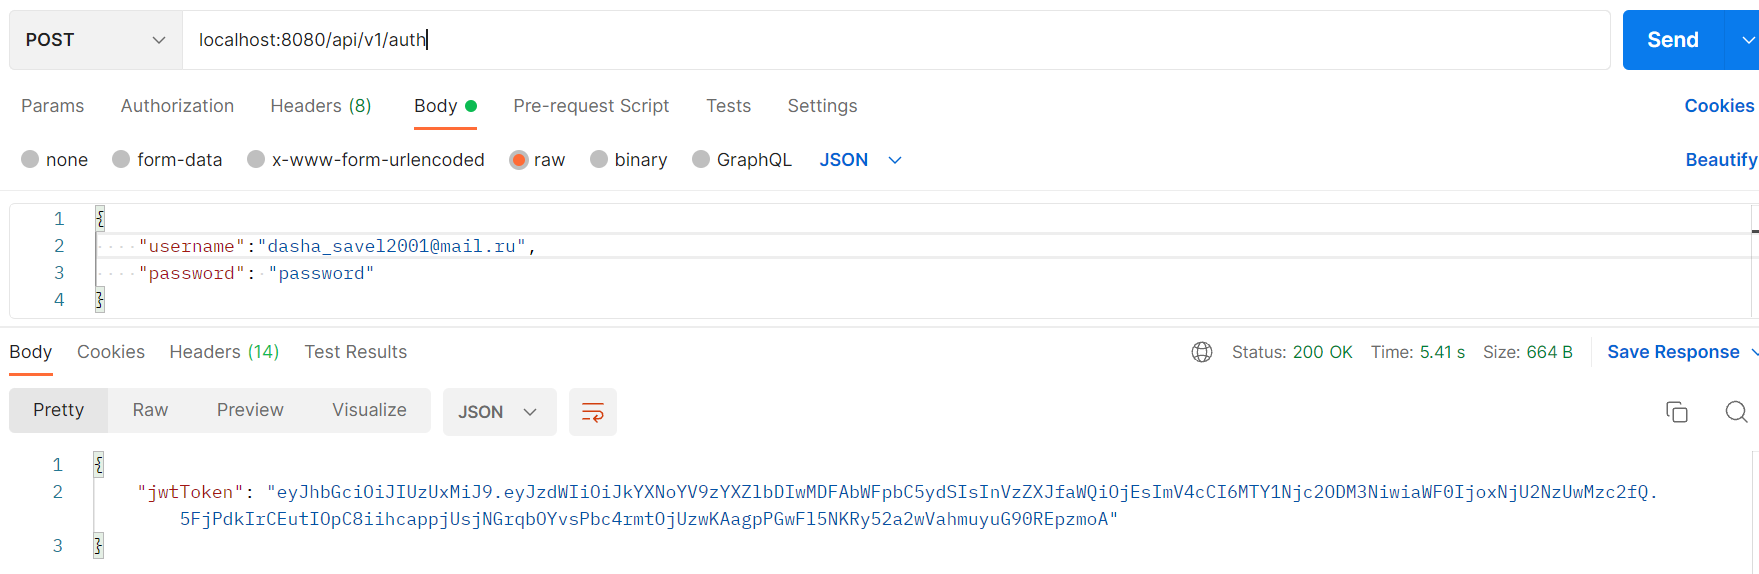 POST localhost:8080/api/v1/auth Send
Params Authorization Headers (8) Body Pre-request Script Tests Settings Cookies
none form-data x-www-form-urlencoded raw binary GraphQL JSON Beautify
1 {
2 "username":"dasha_savel2001@mail.ru",
3 "password": "password"
4 }
Body Cookies Headers (14) Test Results Status: 200 OK Time: 5.41 s Size: 664 B Save Response
Pretty Raw Preview Visualize JSON
1 {
2 "jwtToken": "eyJhbGciOiJIUzUxMiJ9.eyJzdWIiOiJkYXNoYV9zYXZlbDIwMDFAbWFpbC5ydSIsInVzZXJfaWQiOjEsImV4cCI6MTY1Njc2ODM3NiwiaWF0IjoxNjU2NzUwMzc2fQ.
5FjPdkIrCEutIOpC8iihcappjUsjNGrqbOYvsPbc4rmtOjUzwKAagpPGwFl5NKRy52a2wVahmuyuG90REpzmoA"
3 }